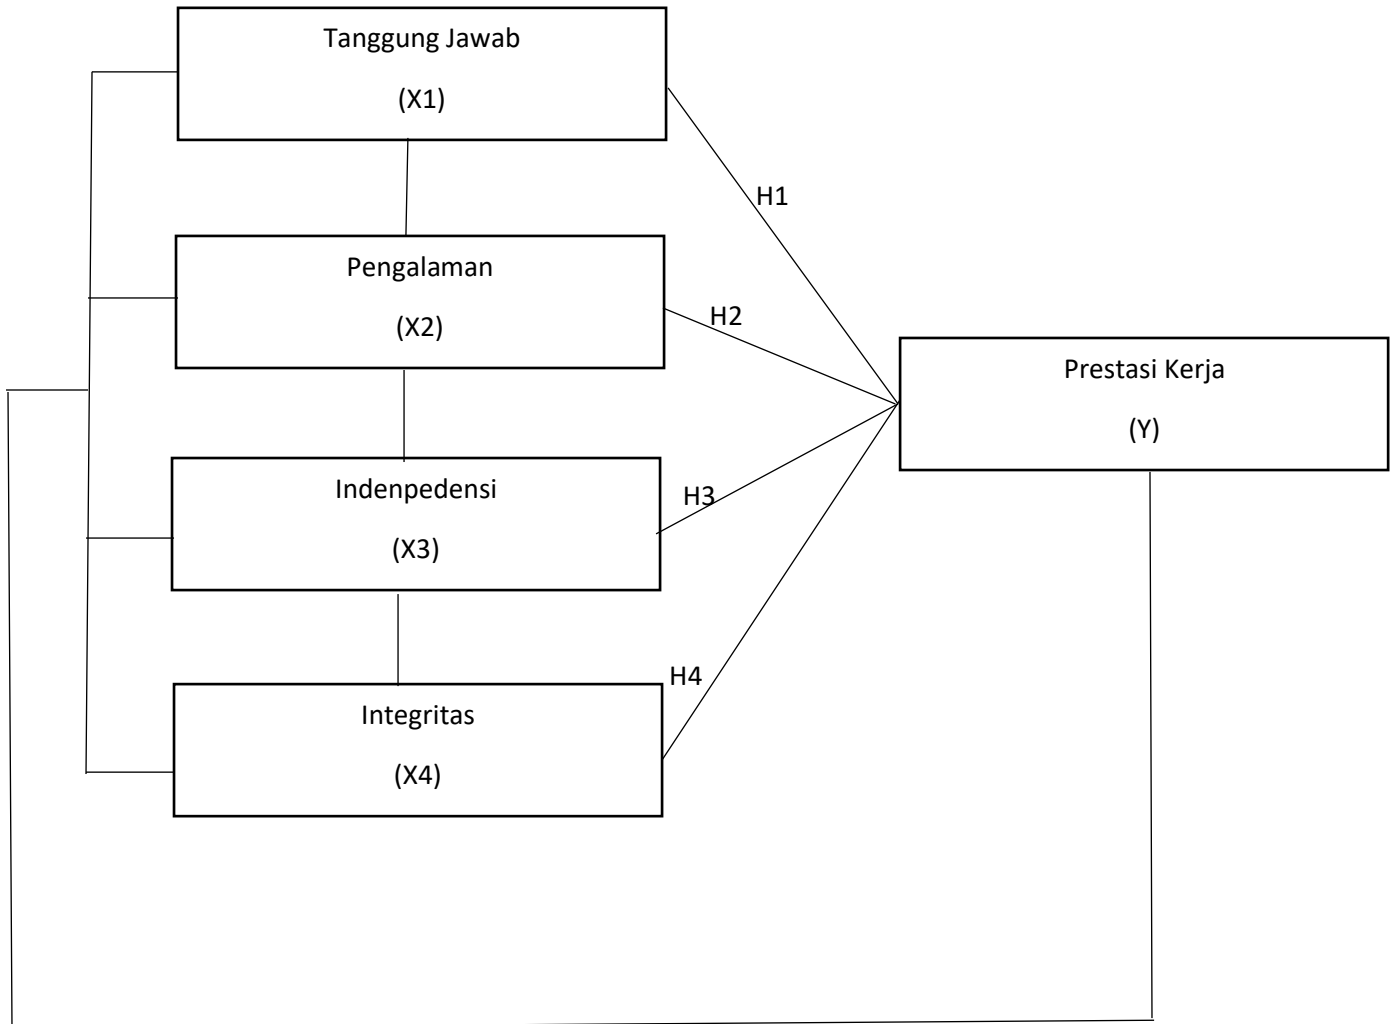 Tanggung Jawab
(X1)
H1
Pengalaman
(X2)
H2
Prestasi Kerja
(Y)
Indenpedensi
(X3)
H3
H4
Integritas
(X4)